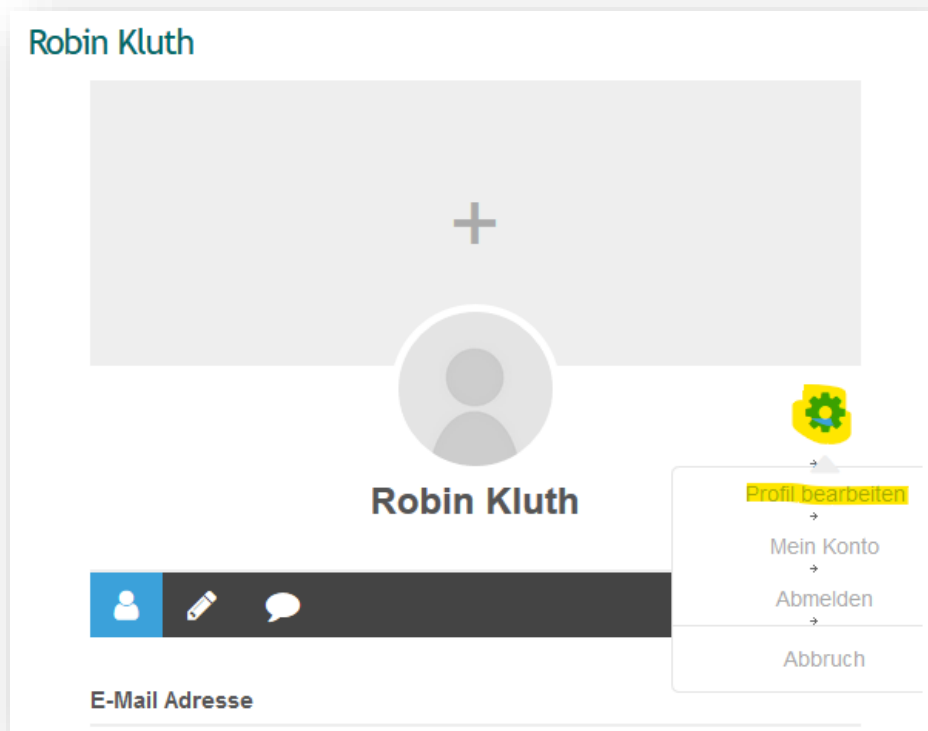 Robin Kluth
Robin Kluth
Profil bearbeiten
Mein Konto
Abmelden
Abbruch
E-Mail Adresse